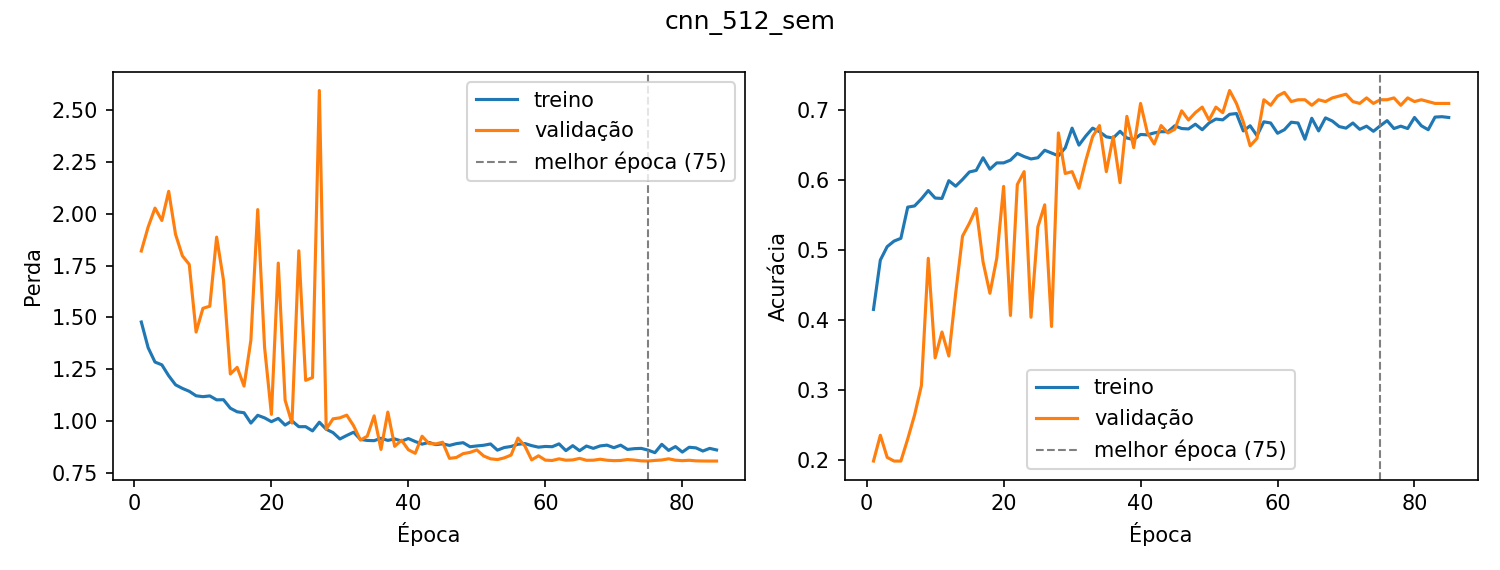 cnn_512_sem
2.50
2.25
2.00
1.75
1.50
1.25
1.00
0.75
Perda
0
20
40
60
80
Época
treino
validação
melhor época (75)
0.7
0.6
0.5
0.4
0.3
0.2
Acurácia
0
20
40
60
80
Época
treino
validação
melhor época (75)